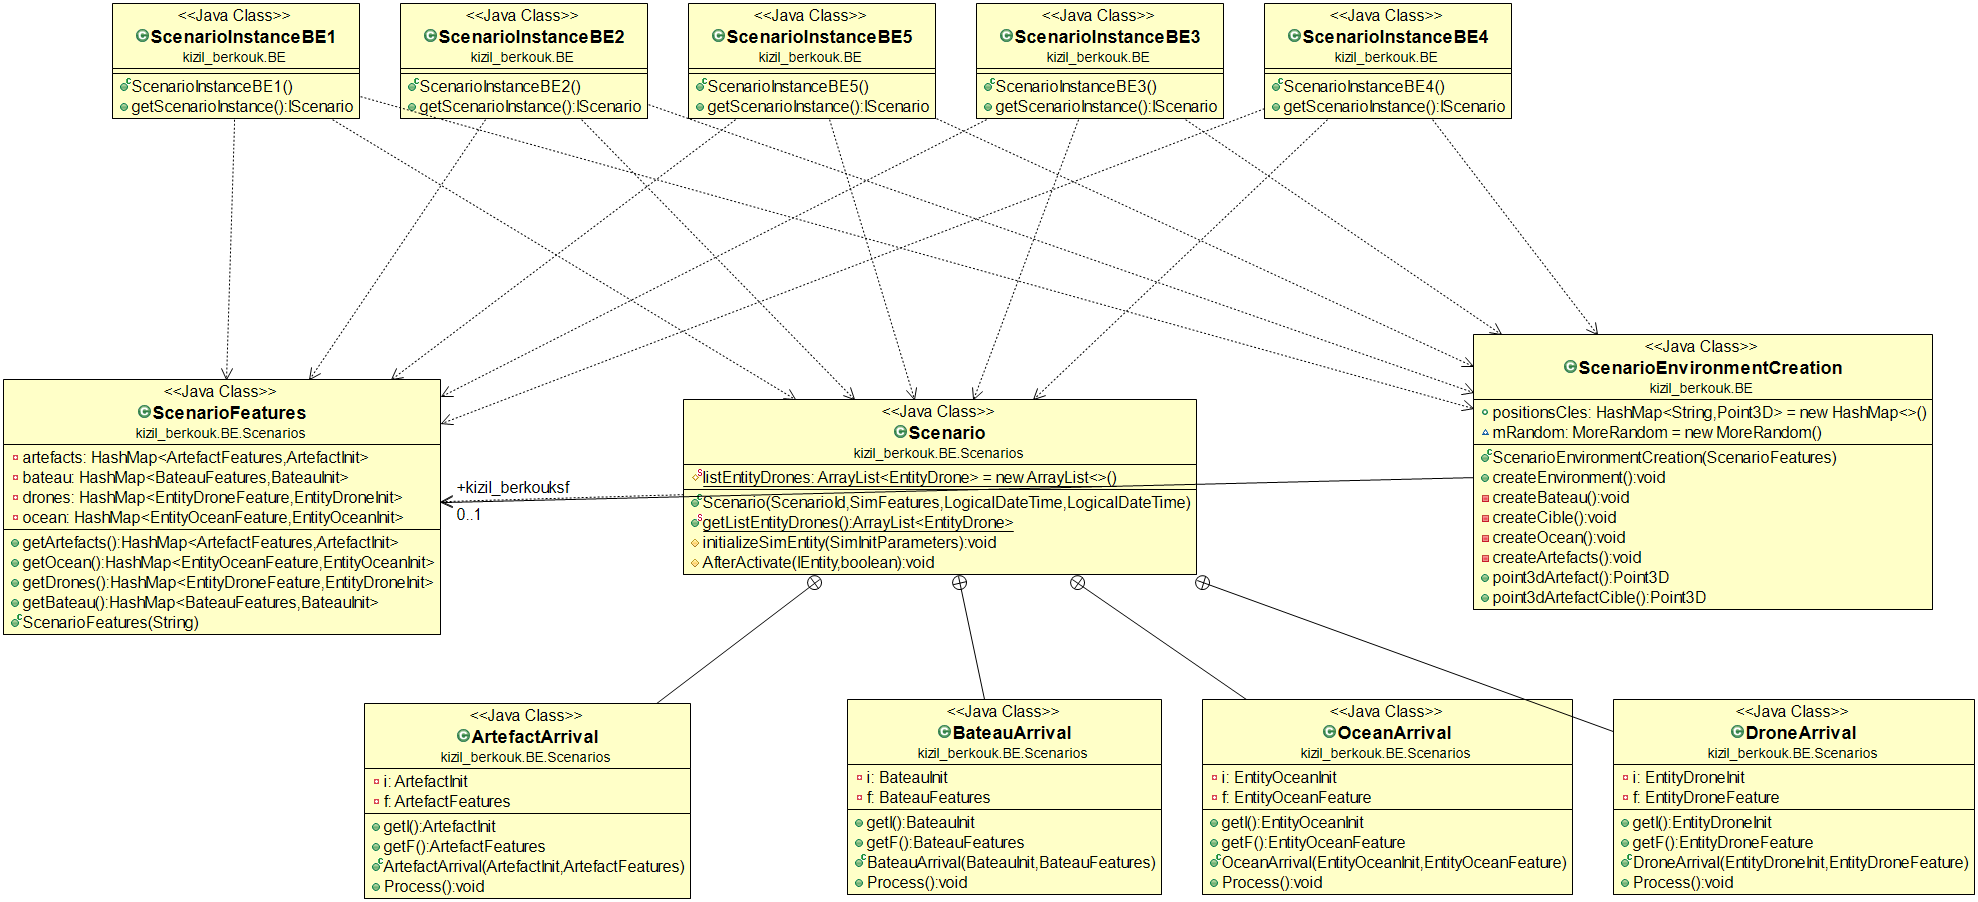 <<Java Class>>
ScenarioInstanceBE1
kizil_berkouk.BE
ScenarioInstanceBE1()
getScenarioInstance():IScenario
<<Java Class>>
ScenarioInstanceBE2
kizil_berkouk.BE
ScenarioInstanceBE2()
getScenarioInstance():IScenario
<<Java Class>>
ScenarioInstanceBE5
kizil_berkouk.BE
ScenarioInstanceBE5()
getScenarioInstance():IScenario
<<Java Class>>
ScenarioInstanceBE3
kizil_berkouk.BE
ScenarioInstanceBE3()
getScenarioInstance():IScenario
<<Java Class>>
ScenarioInstanceBE4
kizil_berkouk.BE
ScenarioInstanceBE4()
getScenarioInstance():IScenario
<<Java Class>>
ScenarioFeatures
kizil_berkouk.BE.Scenarios
artefacts: HashMap<ArtefactFeatures,ArtefactInit>
bateau: HashMap<BateauFeatures,BateauInit>
drones: HashMap<EntityDroneFeature,EntityDroneInit>
ocean: HashMap<EntityOceanFeature,EntityOceanInit>
getArtefacts():HashMap<ArtefactFeatures,ArtefactInit>
getOcean():HashMap<EntityOceanFeature,EntityOceanInit>
getDrones():HashMap<EntityDroneFeature,EntityDroneInit>
getBateau():HashMap<BateauFeatures,BateauInit>
ScenarioFeatures(String)
+kizil_berkouksf
0..1
<<Java Class>>
Scenario
kizil_berkouk.BE.Scenarios
listEntityDrones: ArrayList<EntityDrone> = new ArrayList<>()
Scenario(ScenarioId,SimFeatures,LogicalDateTime,LogicalDateTime)
getListEntityDrones():ArrayList<EntityDrone>
initializeSimEntity(SimInitParameters):void
AfterActivate(IEntity,boolean):void
<<Java Class>>
ScenarioEnvironmentCreation
kizil_berkouk.BE
positionsCles: HashMap<String,Point3D> = new HashMap<>()
mRandom: MoreRandom = new MoreRandom()
ScenarioEnvironmentCreation(ScenarioFeatures)
createEnvironment():void
createBateau():void
createCible():void
createOcean():void
createArtefacts():void
point3dArtefact():Point3D
point3dArtefactCible():Point3D
<<Java Class>>
ArtefactArrival
kizil_berkouk.BE.Scenarios
i: ArtefactInit
f: ArtefactFeatures
getI():ArtefactInit
getF():ArtefactFeatures
ArtefactArrival(ArtefactInit,ArtefactFeatures)
Process():void
<<Java Class>>
BateauArrival
kizil_berkouk.BE.Scenarios
i: BateauInit
f: BateauFeatures
getI():BateauInit
getF():BateauFeatures
BateauArrival(BateauInit,BateauFeatures)
Process():void
<<Java Class>>
OceanArrival
kizil_berkouk.BE.Scenarios
i: EntityOceanInit
f: EntityOceanFeature
getI():EntityOceanInit
getF():EntityOceanFeature
OceanArrival(EntityOceanInit,EntityOceanFeature)
Process():void
<<Java Class>>
DroneArrival
kizil_berkouk.BE.Scenarios
i: EntityDroneInit
f: EntityDroneFeature
getI():EntityDroneInit
getF():EntityDroneFeature
DroneArrival(EntityDroneInit,EntityDroneFeature)
Process():void